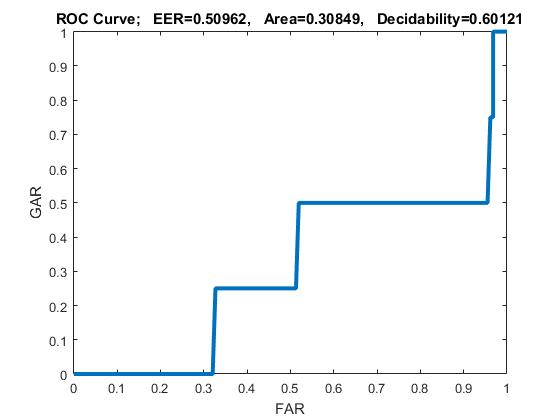 ROC Curve;   EER=0.50962,   Area=0.30849,   Decidability=0.60121
1
0.9
0.8
0.7
0.6
0.5
0.4
0.3
0.2
0.1
0
GAR
0 0.1 0.2 0.3 0.4 0.5 0.6 0.7 0.8 0.9 1
FAR